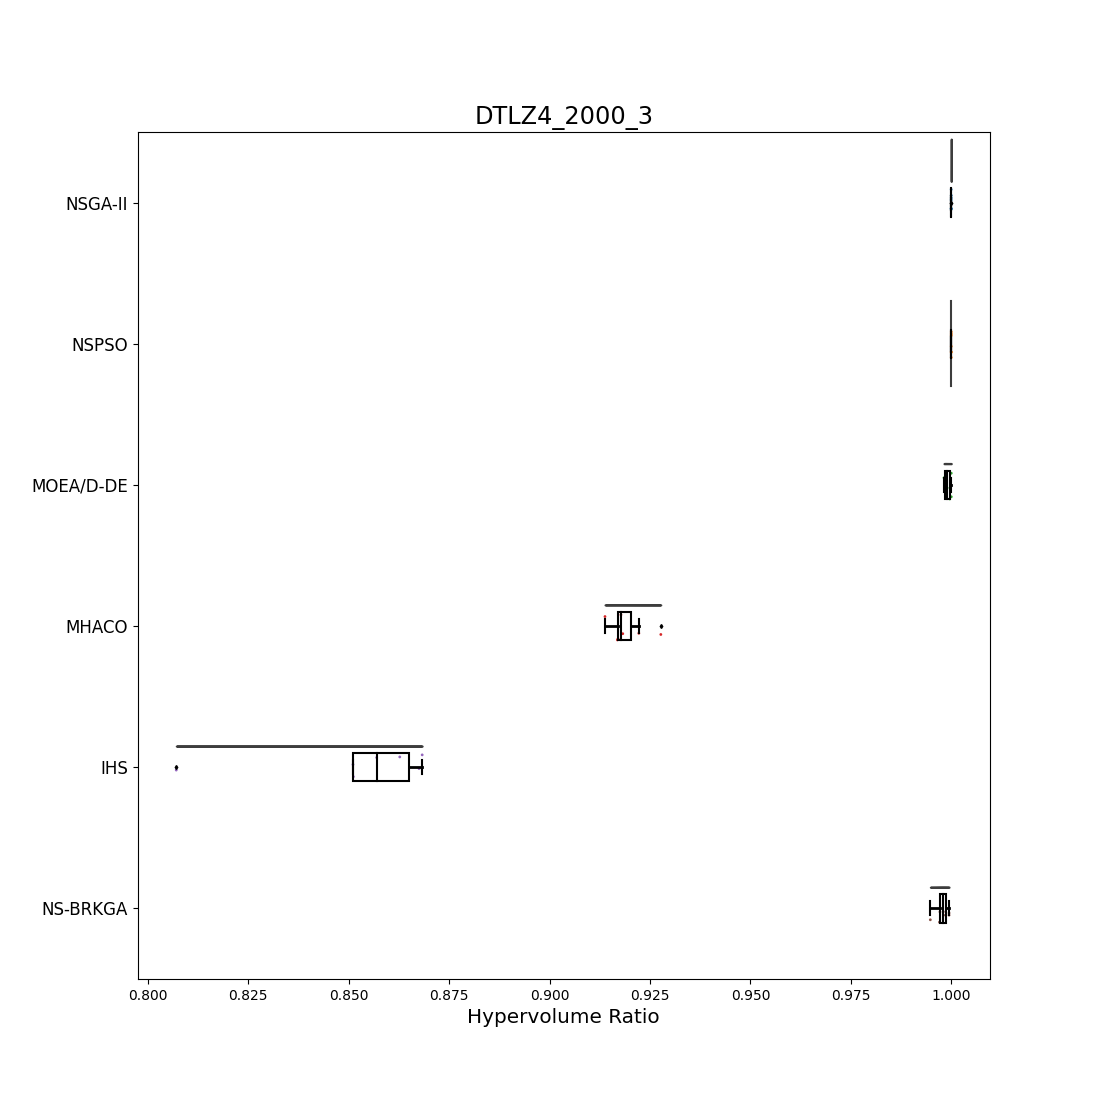 DTLZ4_2000_3
NSGA-II
NSPSO
MOEA/D-DE
MHACO
IHS
NS-BRKGA
0.800 0.825 0.850 0.875 0.900 0.925 0.950 0.975 1.000
Hypervolume Ratio